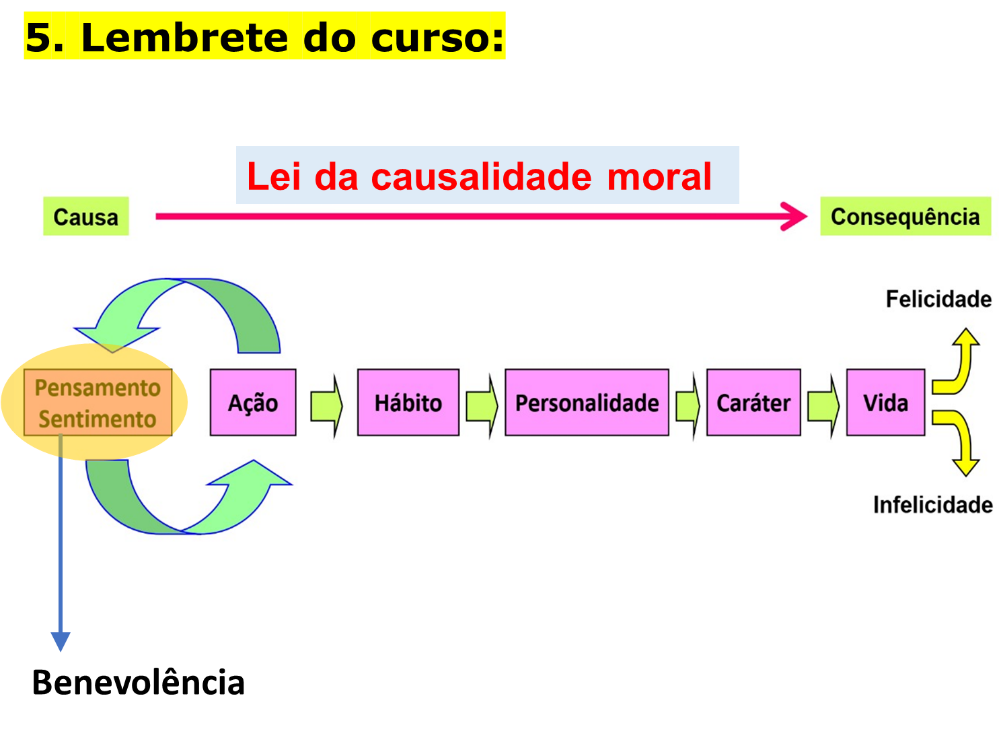 5. Lembrete do curso:
Lei da causalidade moral
Causa
Consequência
Felicidade
Pensamento
Sentimento
Ação
Hábito
Personalidade
Caráter
Vida
Infelicidade
Benevolência